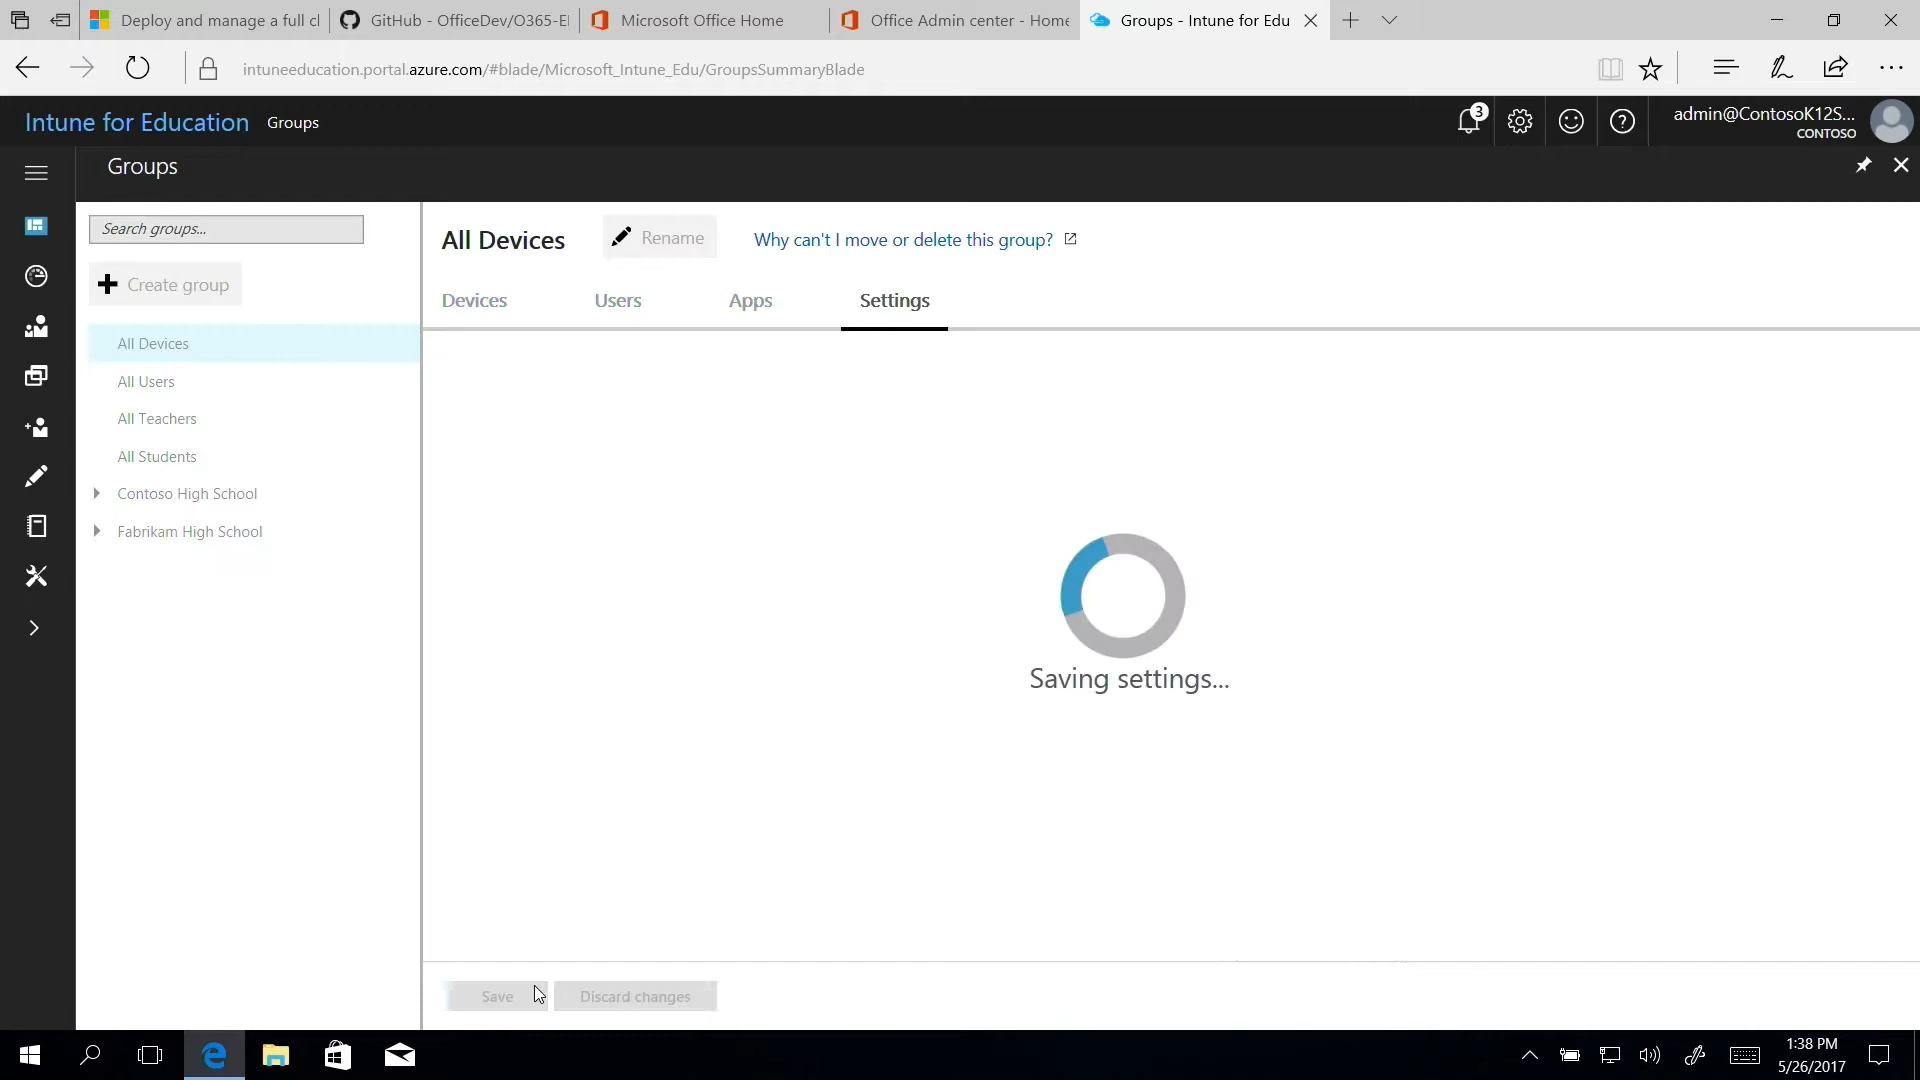 Deploy and manage a full cl
GitHub - OfficeDev/O365-E
Microsoft Office Home
Office Admin center - Home
Groups - Intune for Edu
intuneeducation.portal.azure.com/#blade/Microsoft_Intune_Edu/GroupsSummaryBlade
Intune for Education
Groups
3
admin@ContosoK12S...
CONTOSO
Groups
Search groups...
Create group
All Devices
All Users
All Teachers
All Students
Contoso High School
Fabrikam High School
All Devices
Rename
Why can't I move or delete this group?
Devices
Users
Apps
Settings
Saving settings...
Save
Discard changes
1:38 PM
5/26/2017